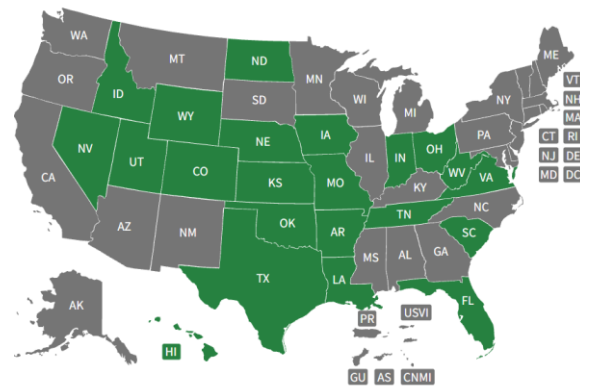 WA
MT
ND
MN
ME
OR
ID
SD
WI
MI
NY
VT
NH
MA
CT RI
NJ DE
MD DC
WY
NE
IA
PA
NV
UT
CO
KS
MO
IL
IN
OH
WV
VA
KY
CA
AZ
NM
OK
AR
TN
NC
SC
TX
LA
MS
AL
GA
FL
AK
HI
PR
USVI
GU AS CNMI